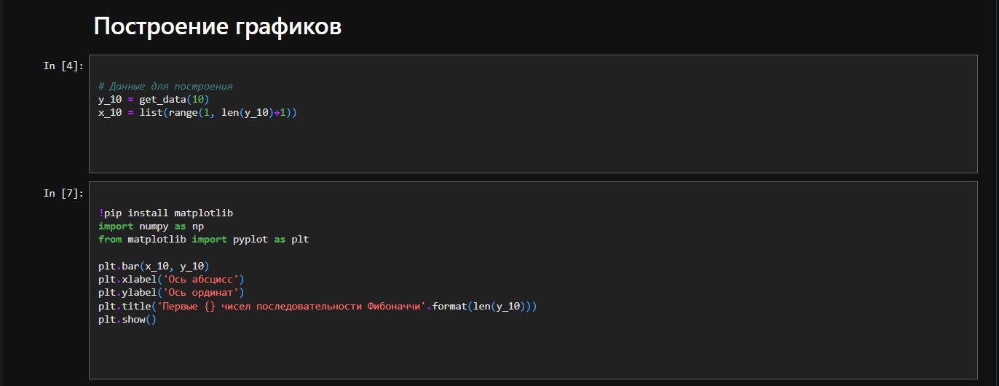 Построение графиков
In [4]:
# Данные для построения
y_10 = get_data(10)
x_10 = list(range(1, len(y_10)+1))
In [7]:
!pip install matplotlib
import numpy as np
from matplotlib import pyplot as plt
plt.bar(x_10, y_10)
plt.xlabel('Ось абсцисс')
plt.ylabel('Ось ординат')
plt.title('Первые {} чисел последовательности Фибоначчи'.format(len(y_10)))
plt.show()